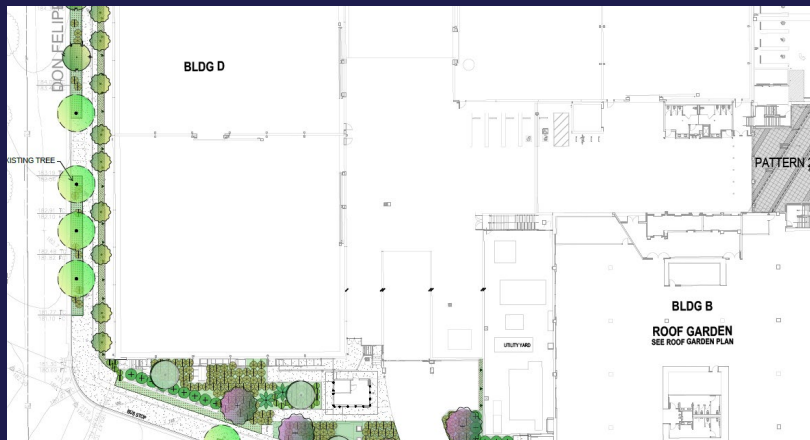 DON FELIPE
BLDG D
EXISTING TREE
PATTERN 2
BLDG B
ROOF GARDEN
SEE ROOF GARDEN PLAN
UTILITY YARD
BUS STOP